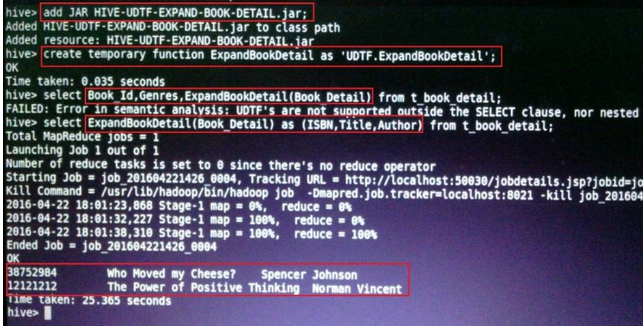 hive> add JAR HIVE-UDTF-EXPAND-BOOK-DETAIL.jar;
Added HIVE-UDTF-EXPAND-BOOK-DETAIL.jar to class path
Added resource: HIVE-UDTF-EXPAND-BOOK-DETAIL.jar
hive> create temporary function ExpandBookDetail as 'UDTF.ExpandBookDetail';
OK
Time taken: 0.035 seconds
hive> select Book_Id,Genres,ExpandBookDetail(Book_Detail) from t_book_detail;
FAILED: Error in semantic analysis: UDTF's are not supported outside the SELECT clause, nor nested
hive> select ExpandBookDetail(Book_Detail) as (ISBN,Title,Author) from t_book_detail;
Total MapReduce jobs = 1
Launching Job 1 out of 1
Number of reduce tasks is set to 0 since there's no reduce operator
Starting Job = job_201604221426_0004, Tracking URL = http://localhost:50030/jobdetails.jsp?jobid=jo
Kill Command = /usr/lib/hadoop/bin/hadoop job  -Dmapred.job.tracker=localhost:8021 -kill job_201604
2016-04-22 18:01:23,868 Stage-1 map = 0%,  reduce = 0%
2016-04-22 18:01:32,227 Stage-1 map = 100%,  reduce = 0%
2016-04-22 18:01:38,310 Stage-1 map = 100%,  reduce = 100%
Ended Job = job_201604221426_0004
OK
38752984 Who Moved my Cheese? Spencer Johnson
12121212 The Power of Positive Thinking Norman Vincent
Time taken: 25.365 seconds
hive>